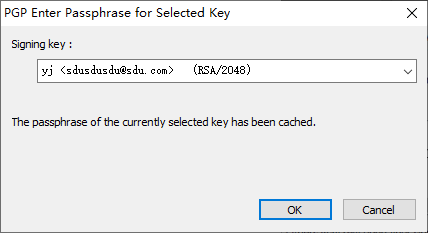 PGP Enter Passphrase for Selected Key
Signing key :
yj <sdusdusdu@sdu.com> (RSA/2048)
The passphrase of the currently selected key has been cached.
OK Cancel